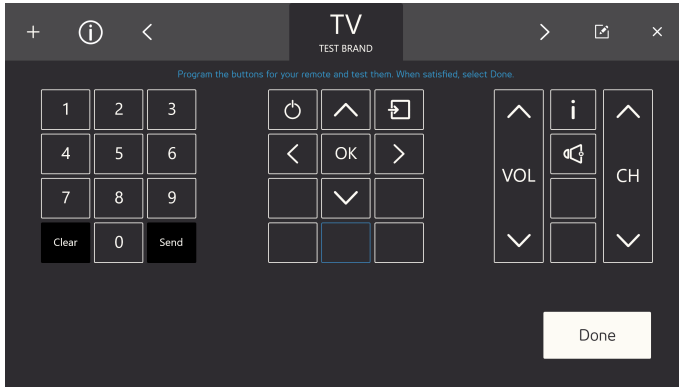 TV
TEST BRAND
Program the buttons for your remote and test them. When satisfied, select Done.
1 2 3
4 5 6
7 8 9
Clear 0 Send
OK
VOL
i
CH
Done